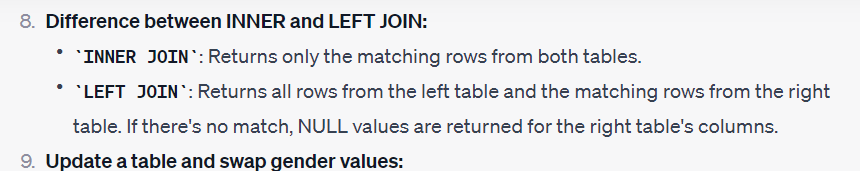 8. Difference between INNER and LEFT JOIN:
• `INNER JOIN`: Returns only the matching rows from both tables.
• `LEFT JOIN`: Returns all rows from the left table and the matching rows from the right
table. If there's no match, NULL values are returned for the right table's columns.
9. Update a table and swap gender values: